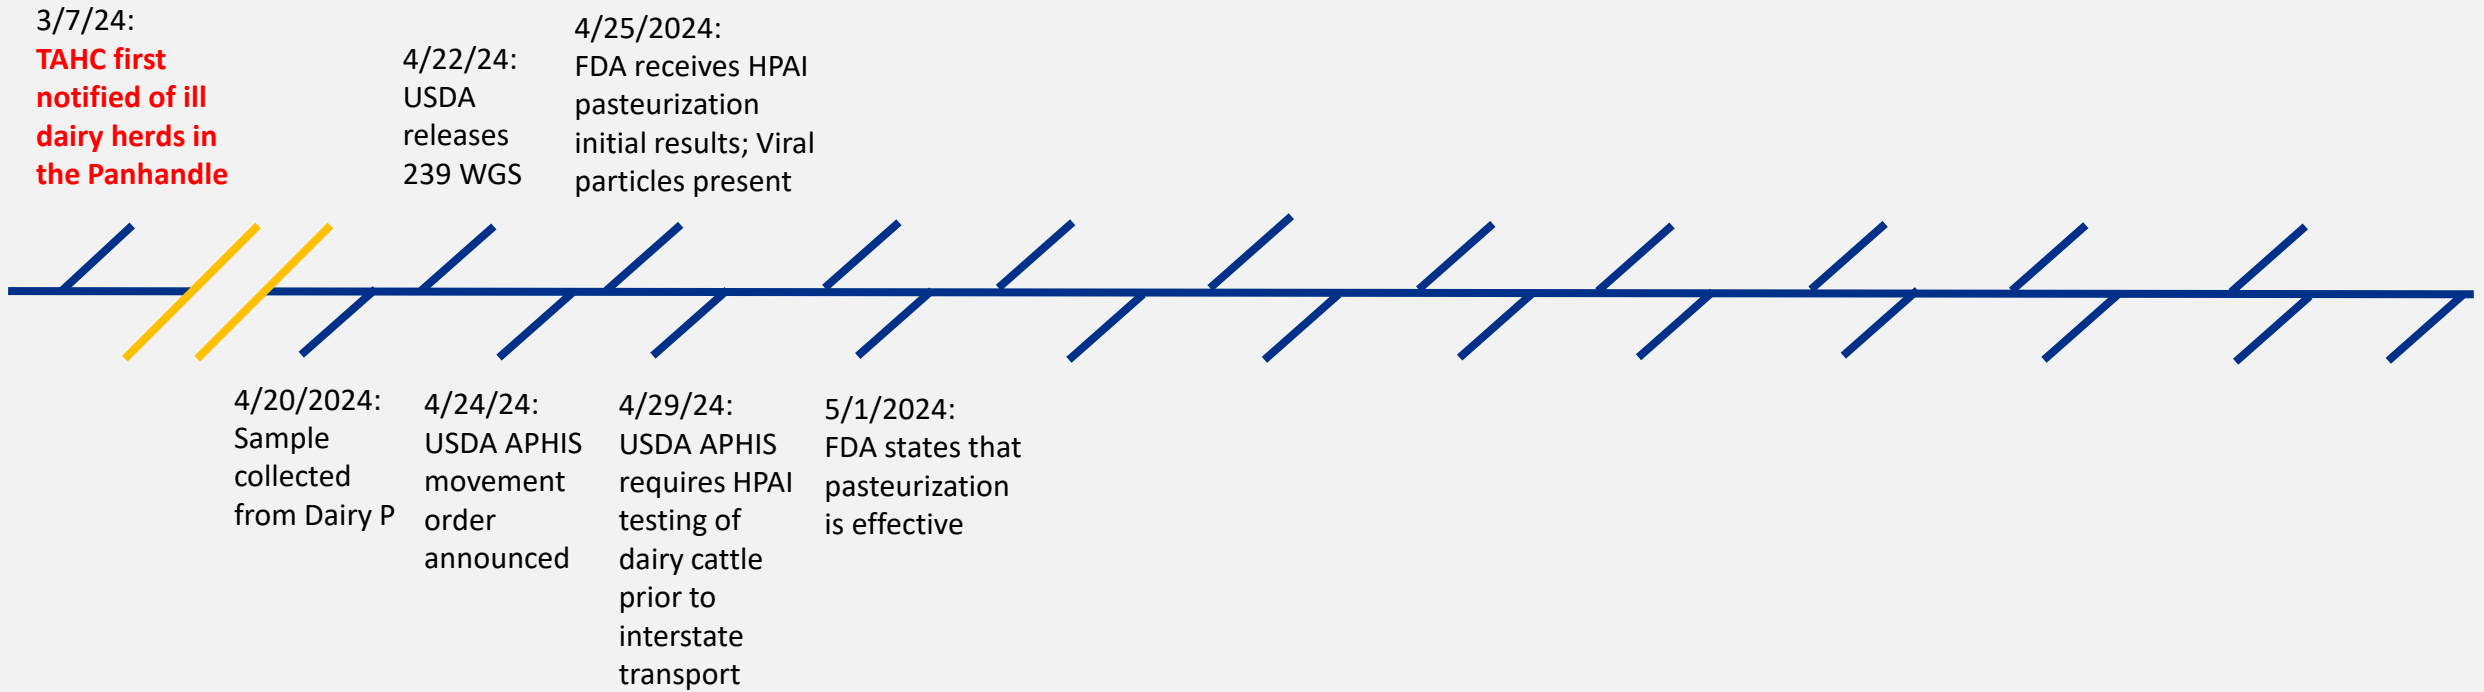 3/7/24:
TAHC first
notified of ill
dairy herds in
the Panhandle
4/22/24:
USDA
releases
239 WGS
4/25/2024:
FDA receives HPAI
pasteurization
initial results; Viral
particles present
4/20/2024:
Sample
collected
from Dairy P
4/24/24:
USDA APHIS
movement
order
announced
4/29/24:
USDA APHIS
requires HPAI
testing of
dairy cattle
prior to
interstate
transport
5/1/2024:
FDA states that
pasteurization
is effective